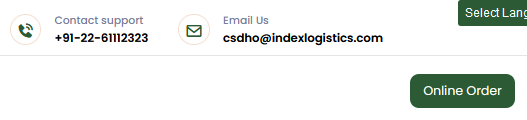 Contact support
+91-22-61112323
Email Us
csdho@indexlogistics.com
Select Lang
Online Order